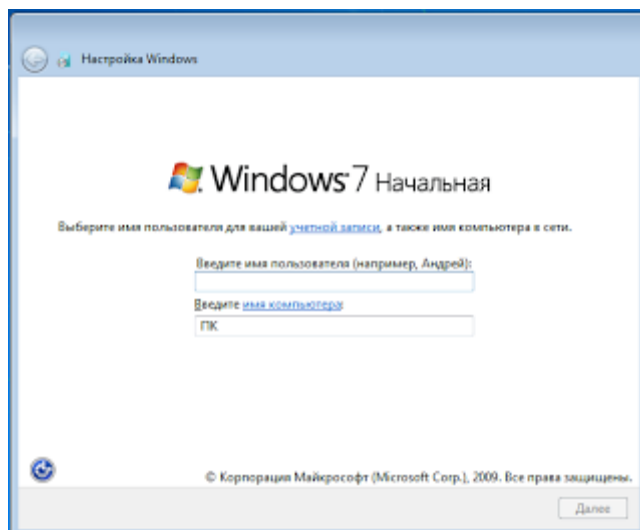 Настройка Windows
Windows 7 Начальная
Выберите имя пользователя для вашей учетной записи, а также имя компьютера в сети.
Введите имя пользователя (например, Андрей):
Введите имя компьютера:
ПК
© Корпорация Майкрософт (Microsoft Corp.), 2009. Все права защищены.
Далее